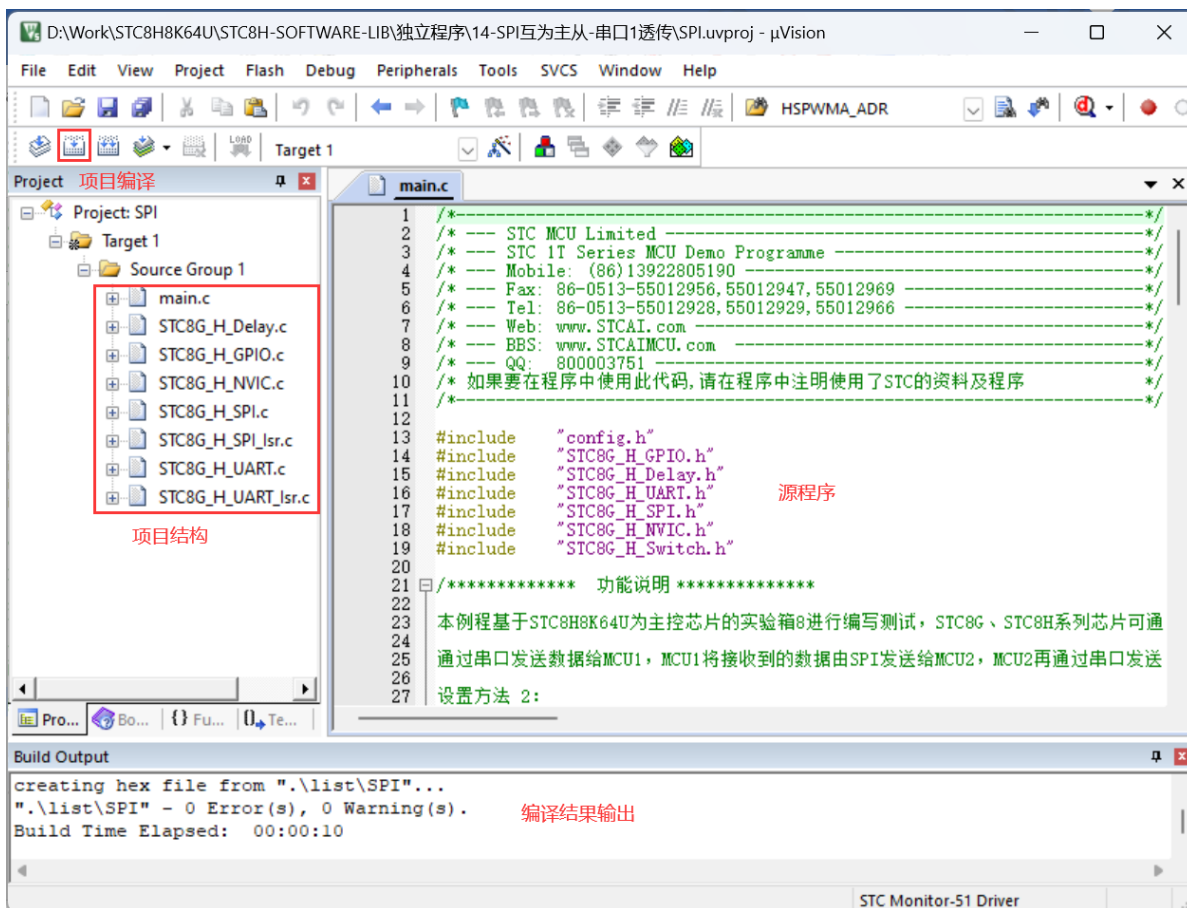 D:\Work\STC8H8K64U\STC8H-SOFTWARE-LIB\独立程序\14-SPI互为主从-串口1透传\SPI.uvproj - µVision
File Edit View Project Flash Debug Peripherals Tools SVCS Window Help
HSPWMA_ADR
LOAD Target 1
Project 项目编译
main.c
Project: SPI
Target 1
Source Group 1
main.c
STC8G_H_Delay.c
STC8G_H_GPIO.c
STC8G_H_NVIC.c
STC8G_H_SPI.c
STC8G_H_SPI_Isr.c
STC8G_H_UART.c
STC8G_H_UART_Isr.c
项目结构
1 /*---------------------------------------------------------------------*/
2 /* --- STC MCU Limited ------------------------------------------------*/
3 /* --- STC 1T Series MCU Demo Programme -------------------------------*/
4 /* --- Mobile: (86)13922805190 ----------------------------------------*/
5 /* --- Fax: 86-0513-55012956,55012947,55012969 ------------------------*/
6 /* --- Tel: 86-0513-55012928,55012929,55012966 ------------------------*/
7 /* --- Web: www.STCAI.com ---------------------------------------------*/
8 /* --- BBS: www.STCAIMCU.com -----------------------------------------*/
9 /* --- QQ: 800003751 -------------------------------------------------*/
10 /* 如果要在程序中使用此代码,请在程序中注明使用了STC的资料及程序 */
11 /*---------------------------------------------------------------------*/
12
13 #include "config.h"
14 #include "STC8G_H_GPIO.h"
15 #include "STC8G_H_Delay.h"
16 #include "STC8G_H_UART.h"
17 #include "STC8G_H_SPI.h"
18 #include "STC8G_H_NVIC.h"
19 #include "STC8G_H_Switch.h"
源程序
20
21 /************* 功能说明 **************
22
23 本例程基于STC8H8K64U为主控芯片的实验箱8进行编写测试，STC8G、STC8H系列芯片可通
24
25 通过串口发送数据给MCU1，MCU1将接收到的数据由SPI发送给MCU2，MCU2再通过串口发送
26
27 设置方法 2：
Pro... Bo... {} Fu... Te...
Build Output
creating hex file from ".\list\SPI"...
".\list\SPI" - 0 Error(s), 0 Warning(s).
Build Time Elapsed: 00:00:10
编译结果输出
STC Monitor-51 Driver